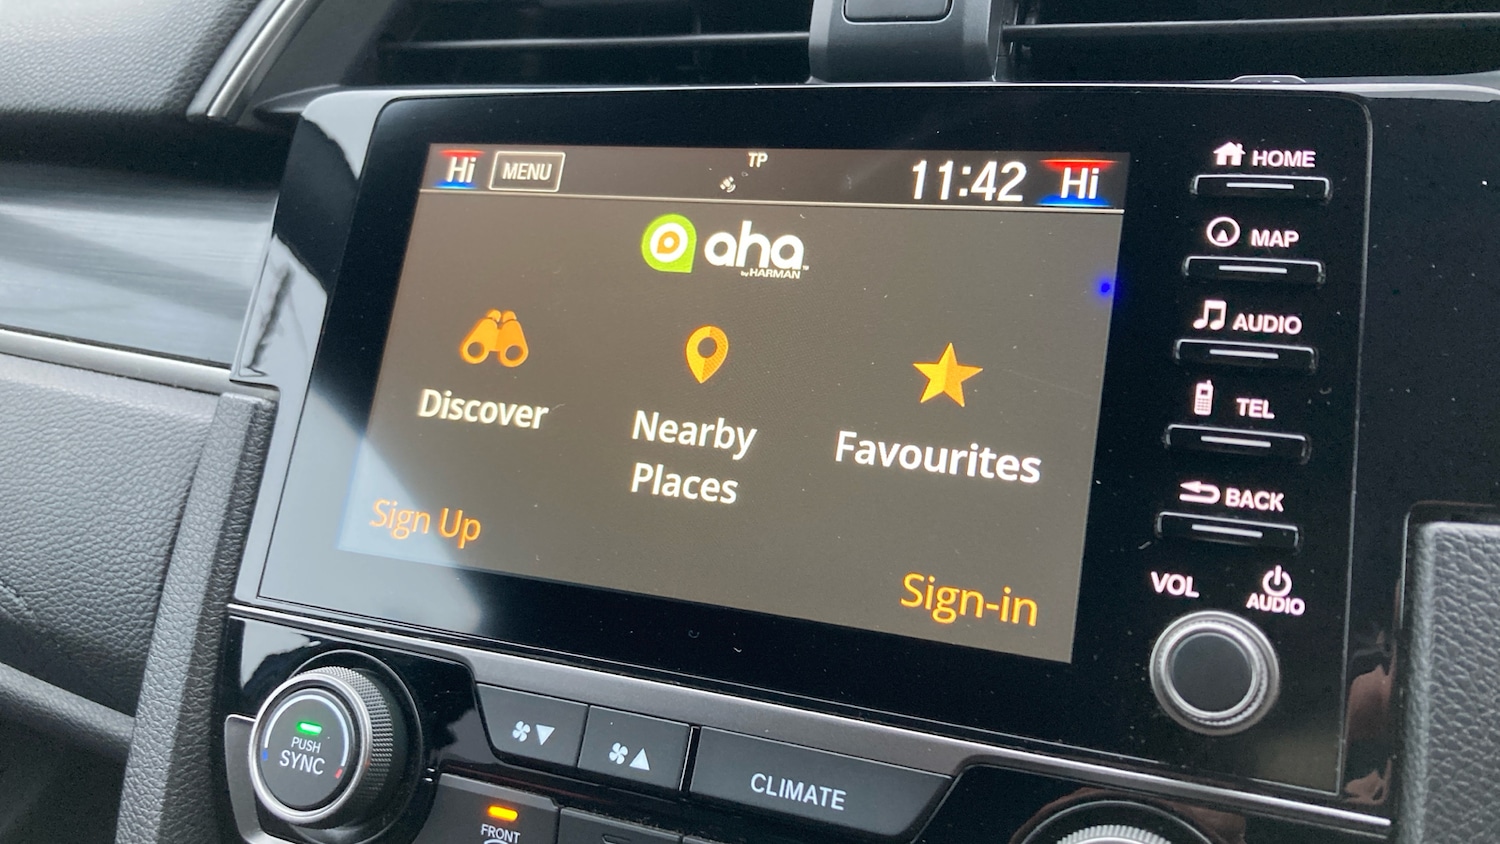 Hi MENU TP 11:42 Hi
aha™
by HARMAN
Discover
Nearby
Places
Favourites
Sign Up
Sign-in
HOME
MAP
AUDIO
TEL
BACK
VOL
AUDIO
PUSH
SYNC
CLIMATE
FRONT